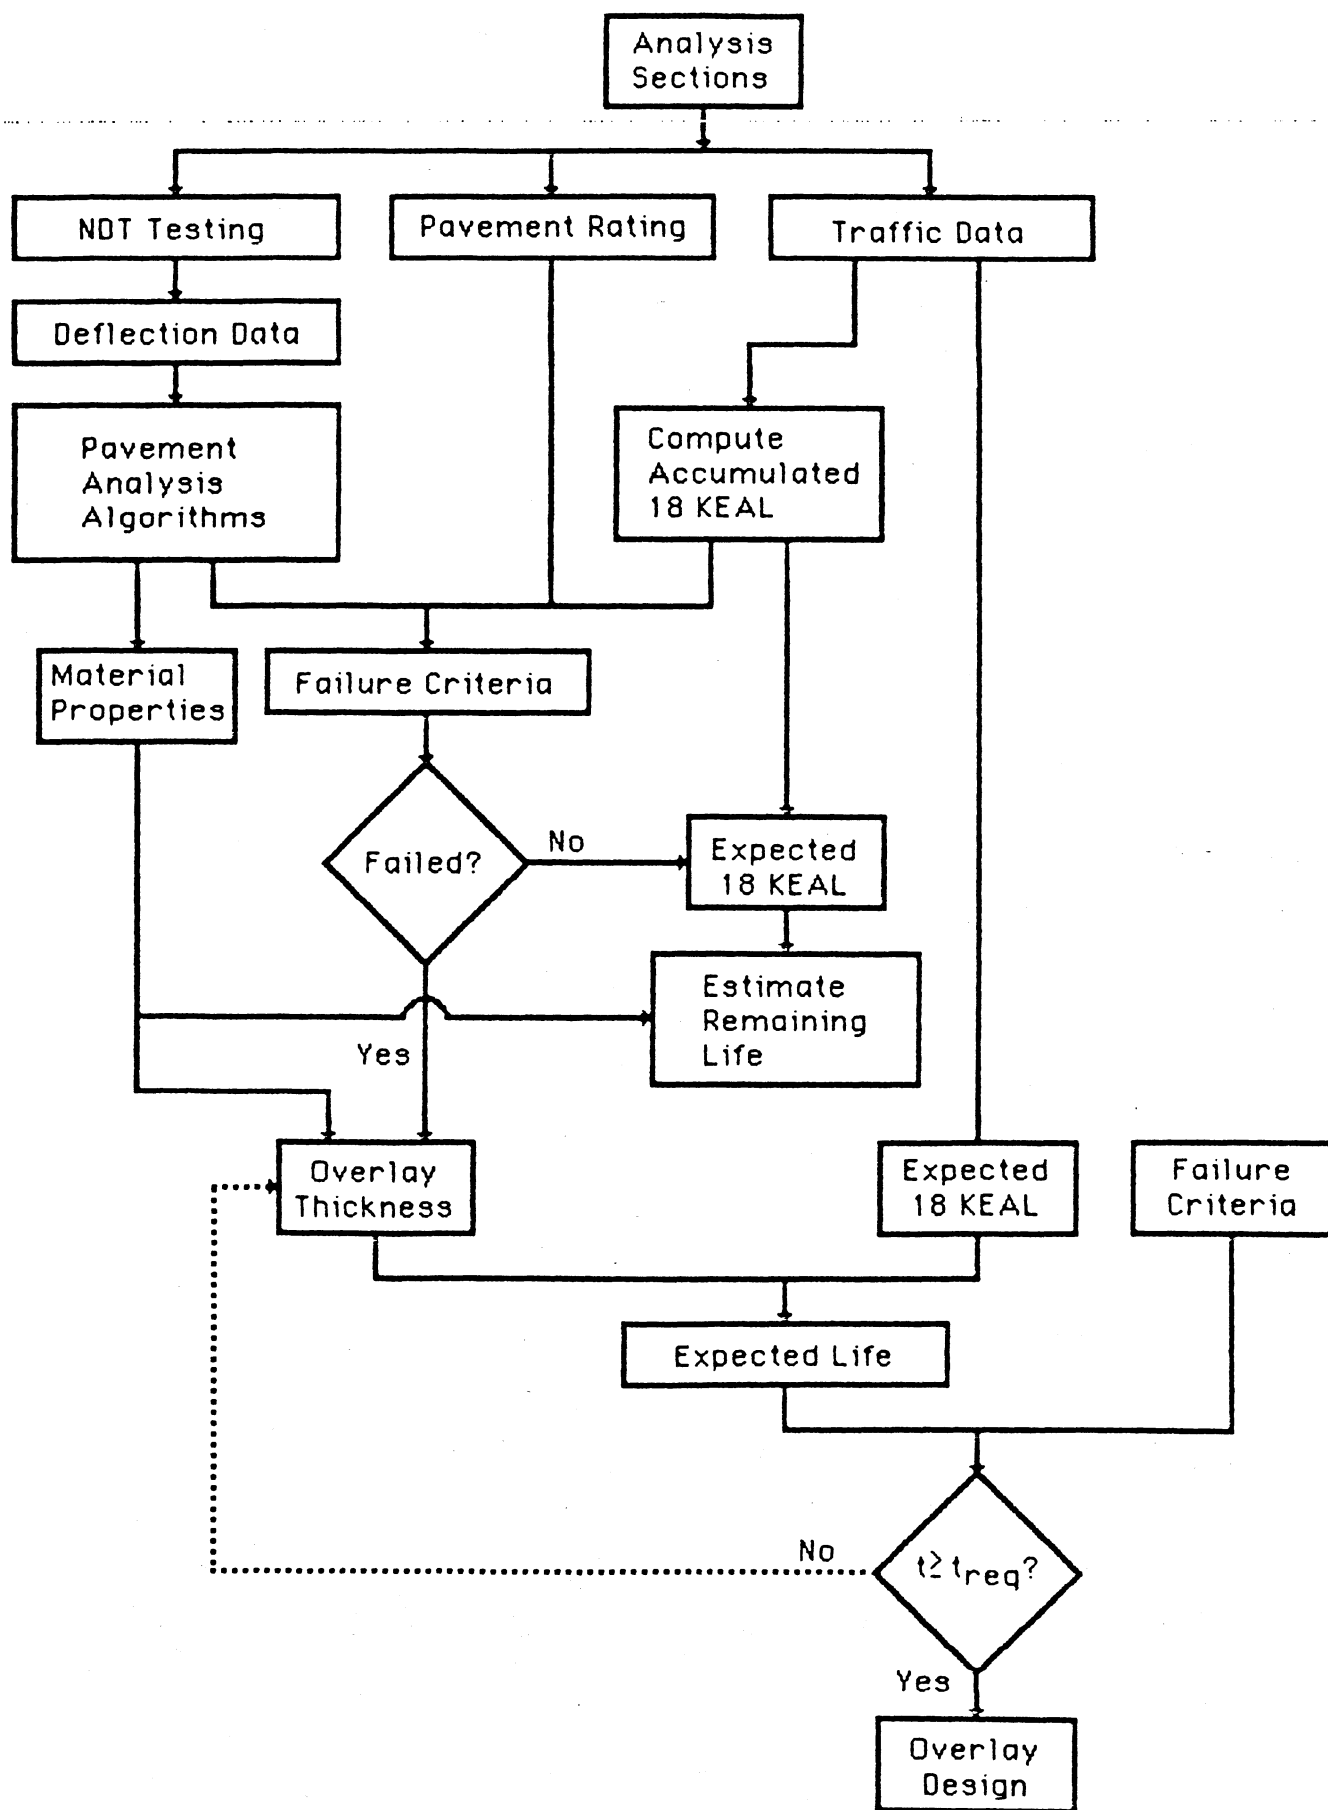 Analysis
Sections
NDT Testing
Pavement Rating
Traffic Data
Deflection Data
Pavement
Analysis
Algorithms
Compute
Accumulated
18 KEAL
Material
Properties
Failure Criteria
Failed?
No
Expected
18 KEAL
Estimate
Remaining
Life
Yes
Overlay
Thickness
Expected
18 KEAL
Failure
Criteria
Expected Life
No
t≥ treq?
Yes
Overlay
Design